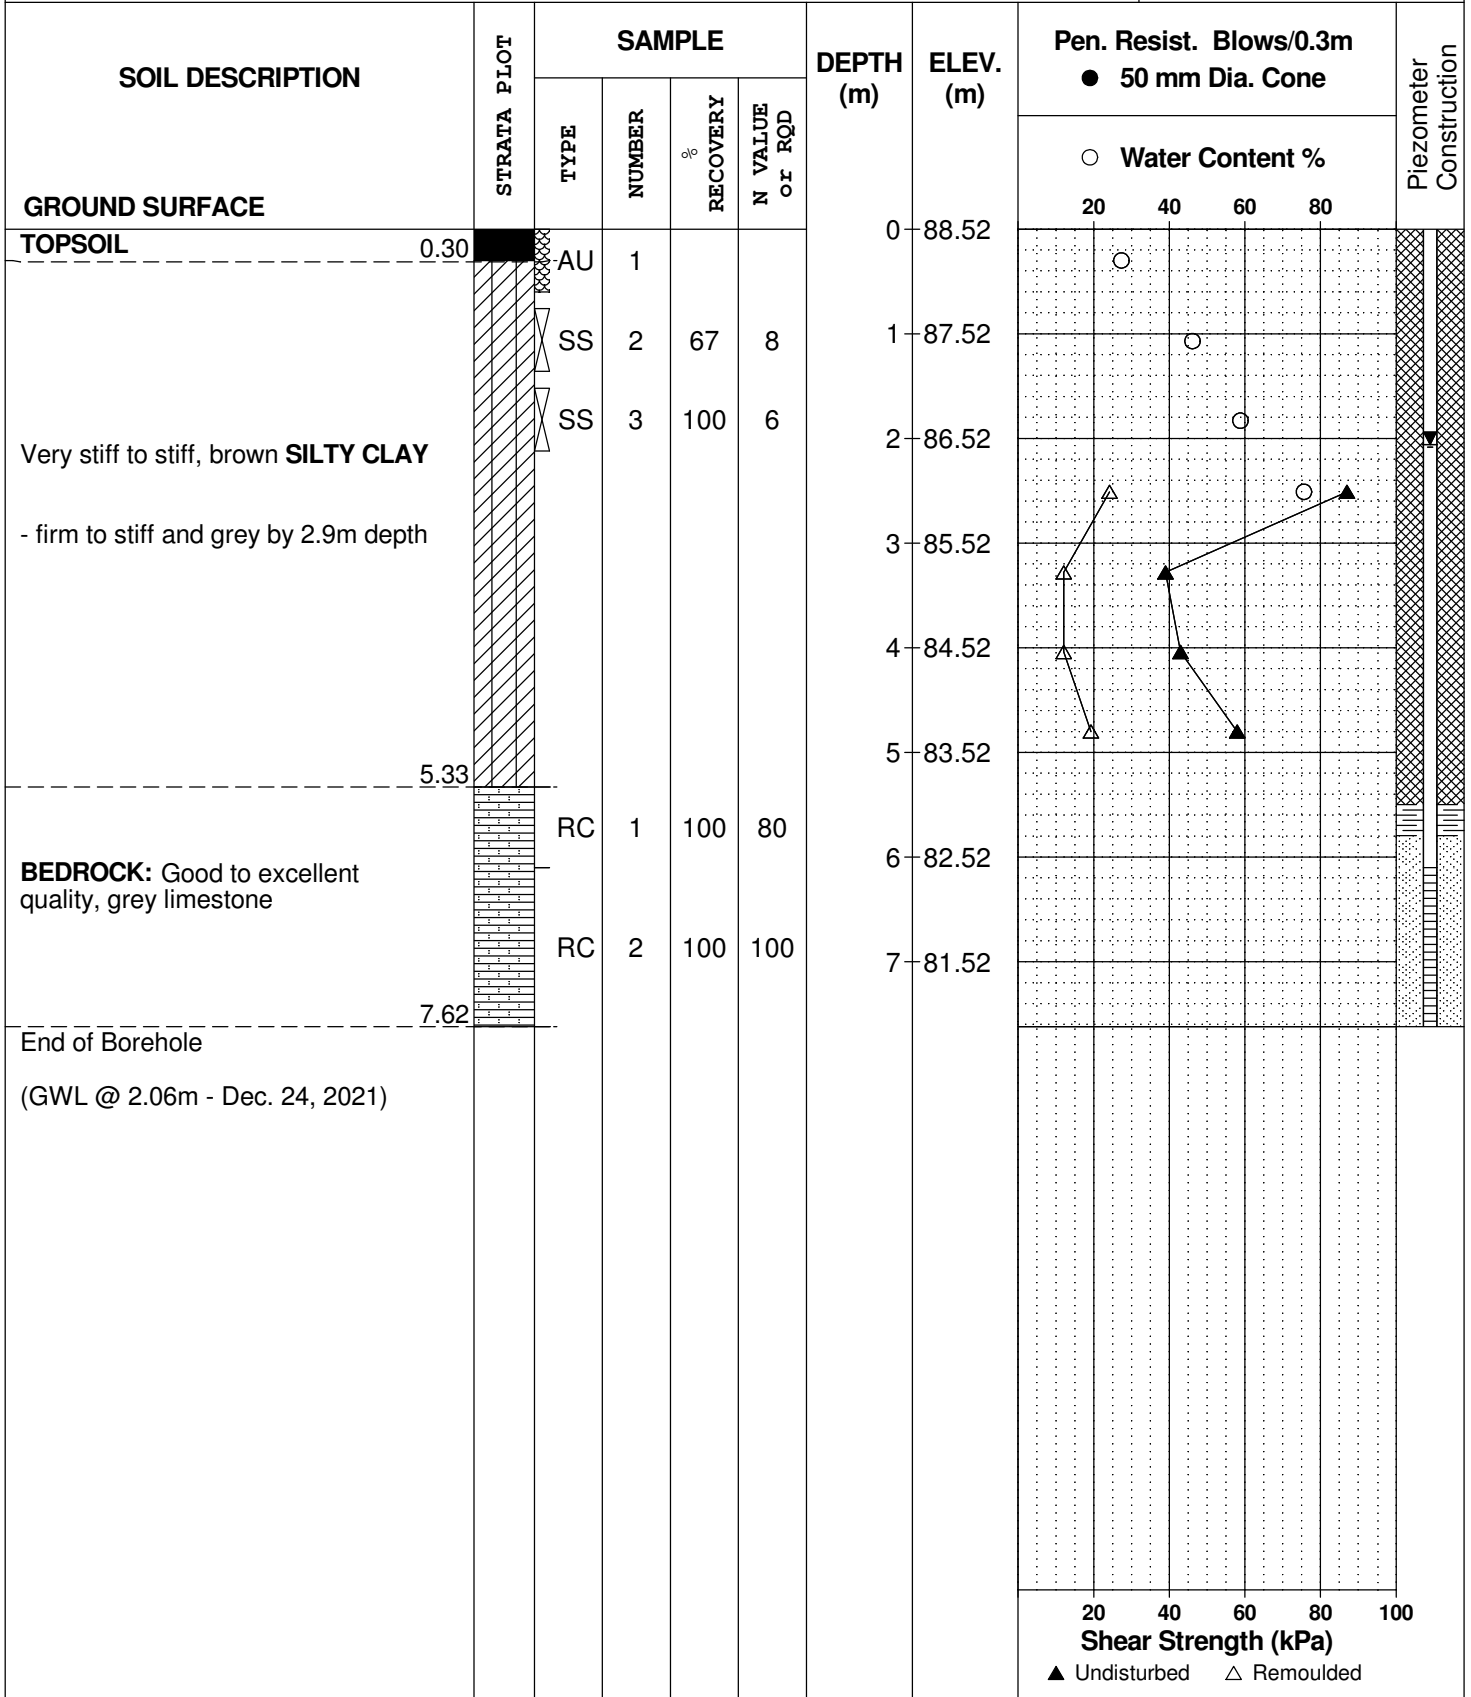 SOIL DESCRIPTION
GROUND SURFACE
STRATA PLOT
SAMPLE
TYPE
NUMBER
%
RECOVERY
N VALUE
or RQD
DEPTH
(m)
ELEV.
(m)
Pen. Resist. Blows/0.3m
● 50 mm Dia. Cone
○ Water Content %
20 40 60 80
Piezometer
Construction
TOPSOIL 0.30
0 88.52
AU 1
SS 2 67 8
1 87.52
SS 3 100 6
2 86.52
Very stiff to stiff, brown SILTY CLAY
- firm to stiff and grey by 2.9m depth
3 85.52
4 84.52
5 83.52
5.33
RC 1 100 80
6 82.52
BEDROCK: Good to excellent
quality, grey limestone
RC 2 100 100
7 81.52
7.62
End of Borehole
(GWL @ 2.06m - Dec. 24, 2021)
20 40 60 80 100
Shear Strength (kPa)
▲ Undisturbed △ Remoulded